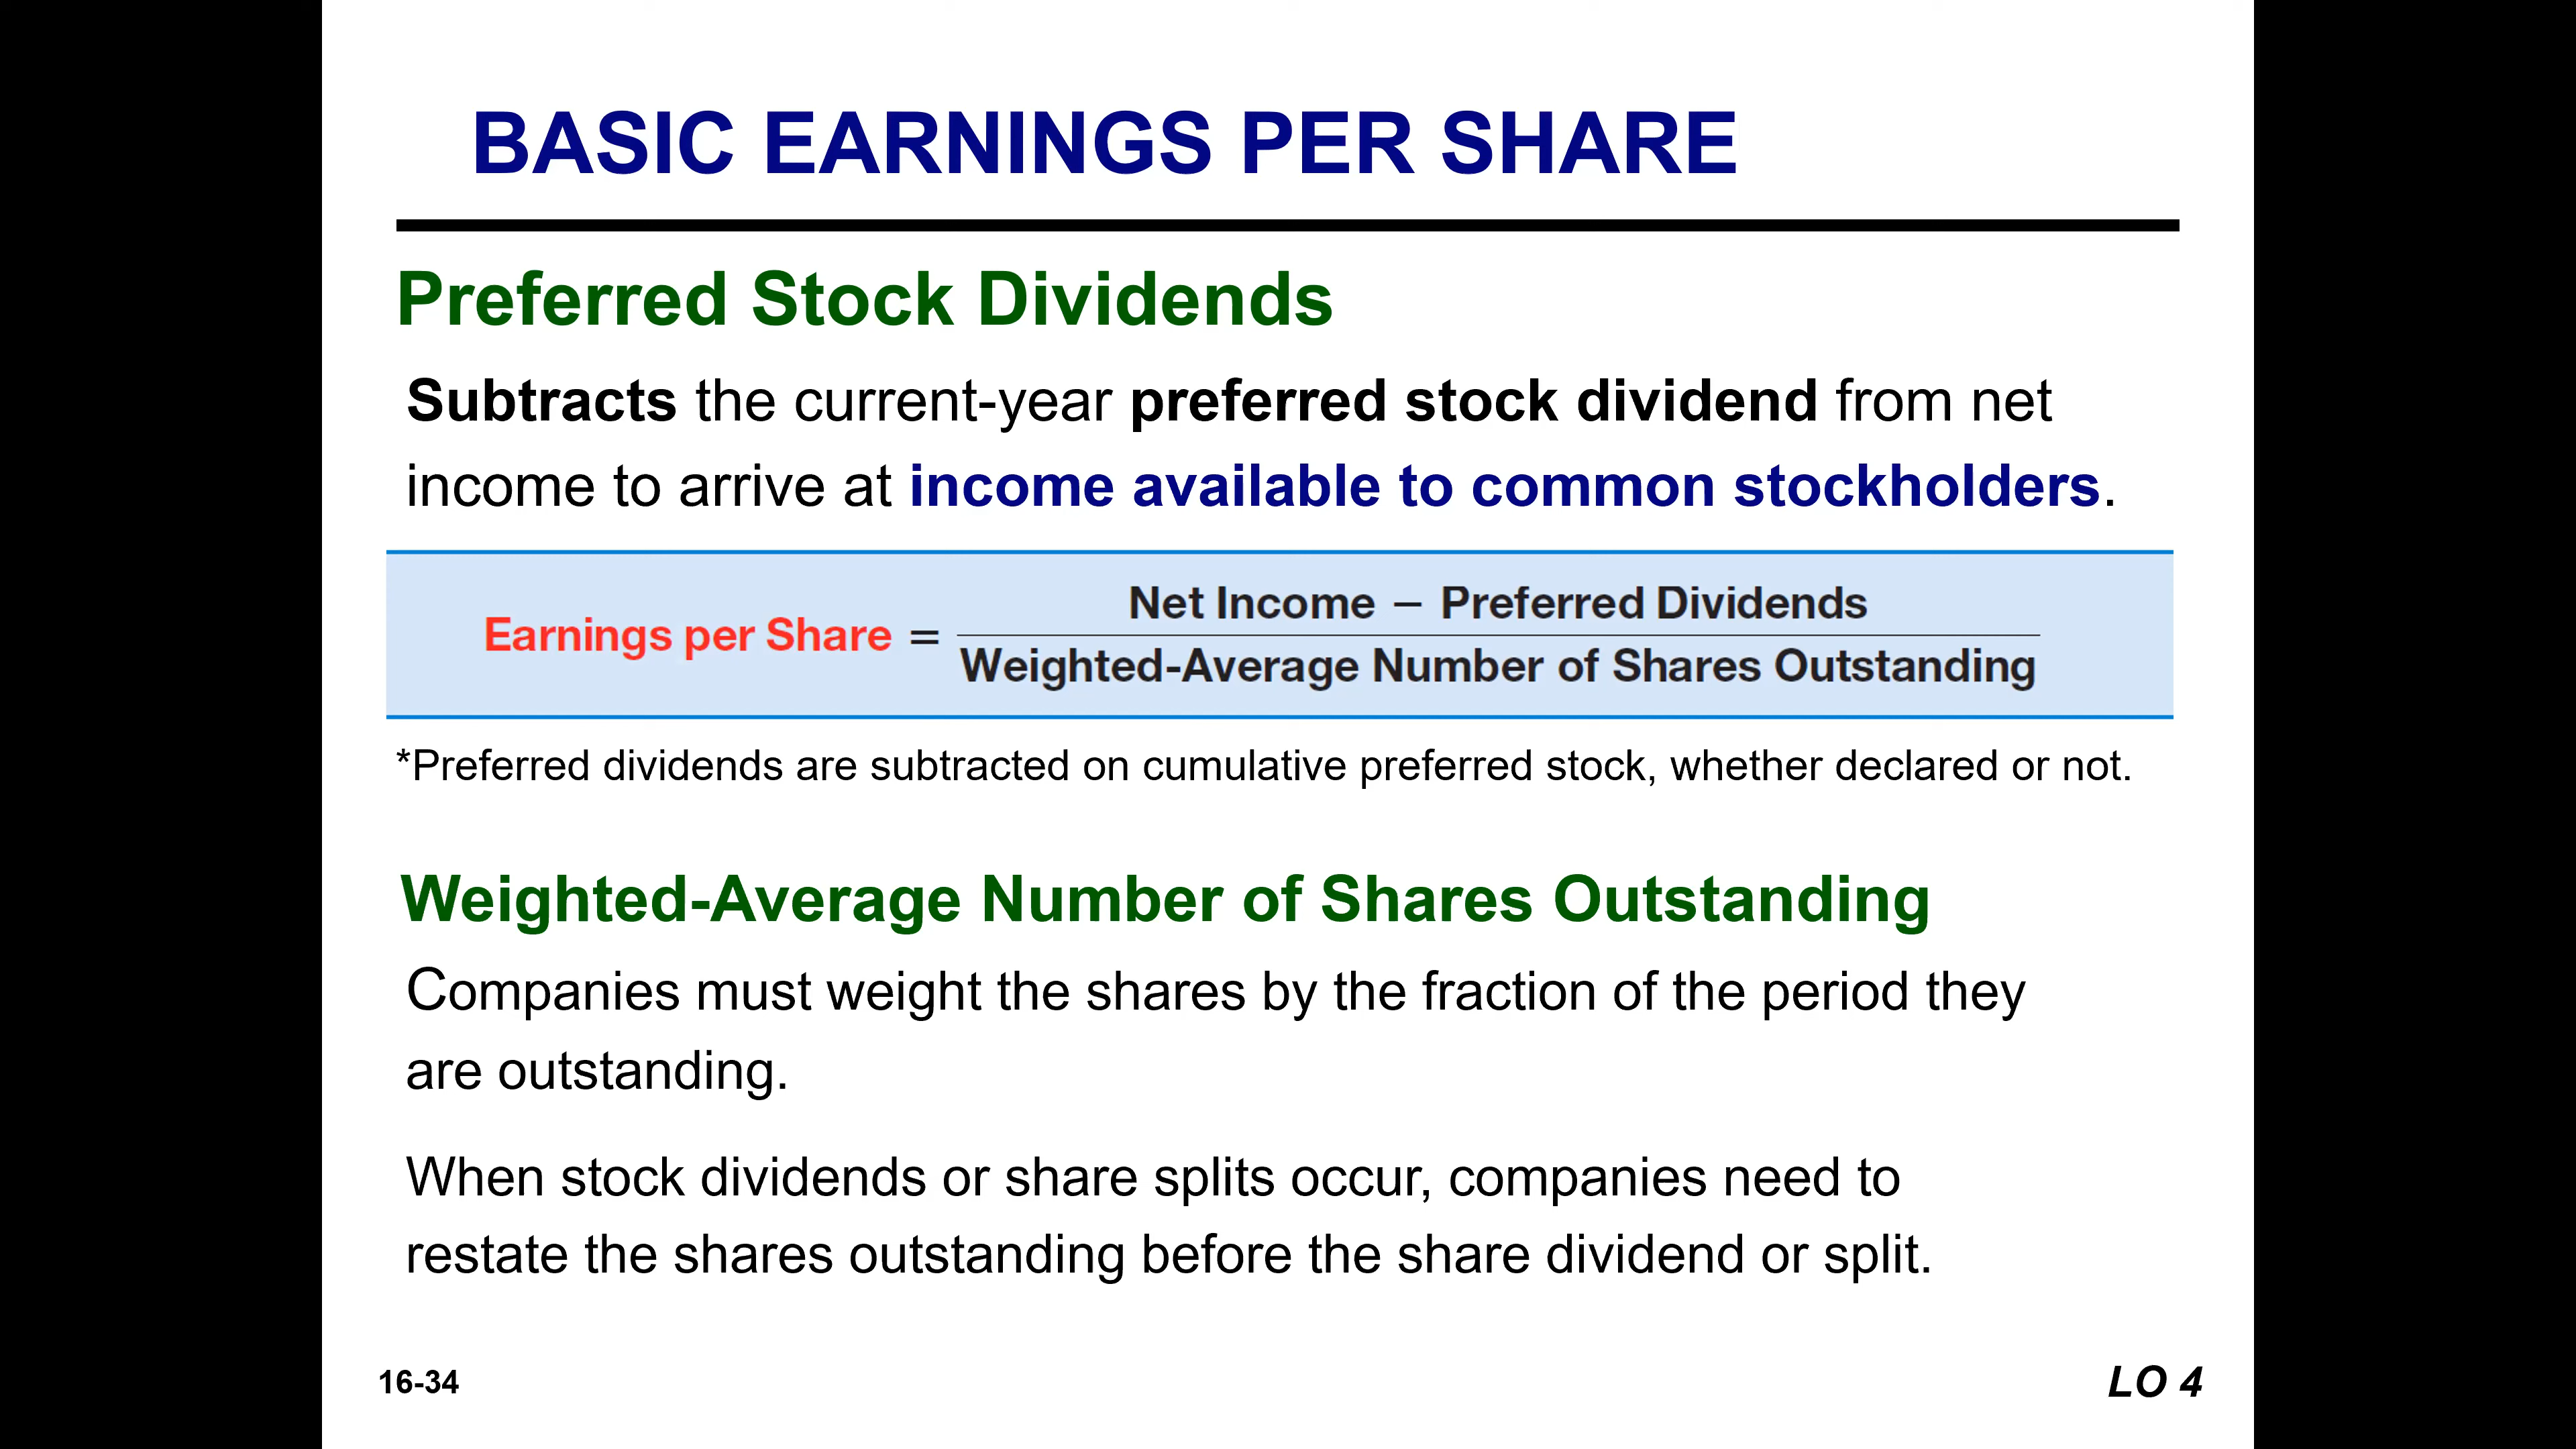 BASIC EARNINGS PER SHARE
Preferred Stock Dividends
Subtracts the current-year preferred stock dividend from net
income to arrive at income available to common stockholders.
Net Income − Preferred Dividends
Earnings per Share =
Weighted-Average Number of Shares Outstanding
*Preferred dividends are subtracted on cumulative preferred stock, whether declared or not.
Weighted-Average Number of Shares Outstanding
Companies must weight the shares by the fraction of the period they
are outstanding.
When stock dividends or share splits occur, companies need to
restate the shares outstanding before the share dividend or split.
16-34
LO 4